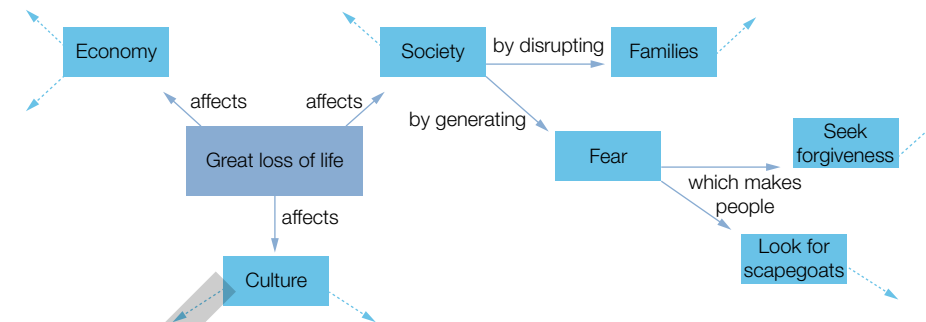 Economy
affects
Society
affects
by disrupting
Families
by generating
Great loss of life
Fear
Seek
forgiveness
which makes
people
Look for
scapegoats
affects
Culture